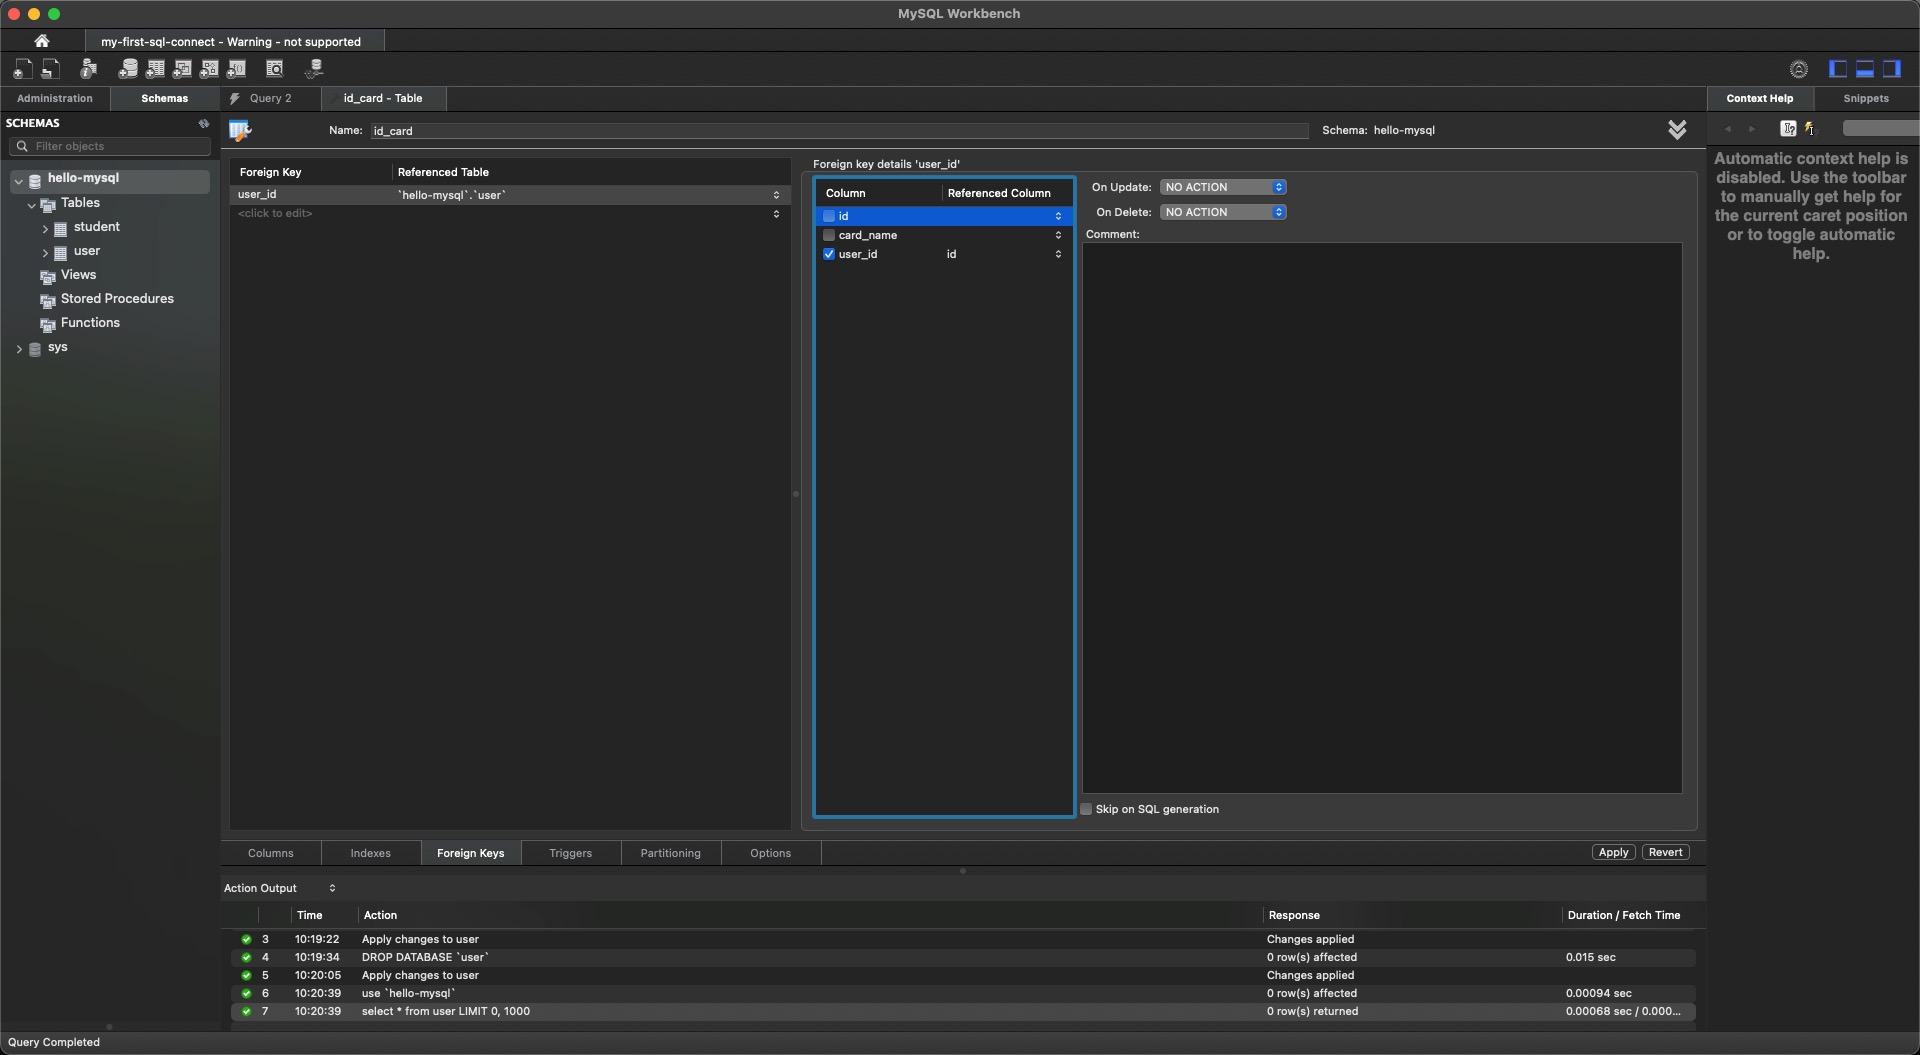 MySQL Workbench
my-first-sql-connect - Warning - not supported
Administration
Schemas
Query 2
id_card - Table
Context Help
Snippets
SCHEMAS
Filter objects
hello-mysql
Tables
student
user
Views
Stored Procedures
Functions
sys
Name: id_card
Schema: hello-mysql
Foreign Key Referenced Table
user_id `hello-mysql`.`user`
<click to edit>
Foreign key details 'user_id'
Column Referenced Column
id
card_name
user_id id
On Update: NO ACTION
On Delete: NO ACTION
Comment:
Skip on SQL generation
Automatic context help is
disabled. Use the toolbar
to manually get help for
the current caret position
or to toggle automatic
help.
Columns Indexes Foreign Keys Triggers Partitioning Options
Apply Revert
Action Output
Time Action Response Duration / Fetch Time
3 10:19:22 Apply changes to user Changes applied
4 10:19:34 DROP DATABASE `user` 0 row(s) affected 0.015 sec
5 10:20:05 Apply changes to user Changes applied
6 10:20:39 use `hello-mysql` 0 row(s) affected 0.00094 sec
7 10:20:39 select * from user LIMIT 0, 1000 0 row(s) returned 0.00068 sec / 0.000...
Query Completed